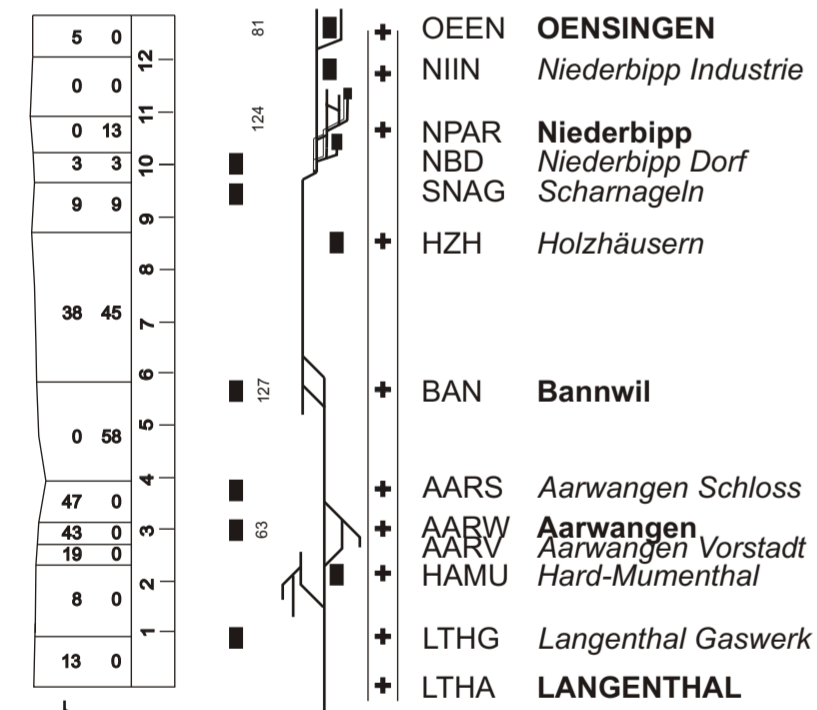 5 0 81 OEEN OENSINGEN
12
0 0 NIIN Niederbipp Industrie
11
0 13 124 NPAR Niederbipp
3 3 10 NBD Niederbipp Dorf
9 9 SNAG Scharnageln
9
HZH Holzhäusern
8
38 45
7
6
127 BAN Bannwil
5
0 58
4
AARS Aarwangen Schloss
47 0
43 0 3 63 AARW Aarwangen
19 0 AARV Aarwangen Vorstadt
HAMU Hard-Mumenthal
8 0 2
1 LTHG Langenthal Gaswerk
13 0
LTHA LANGENTHAL